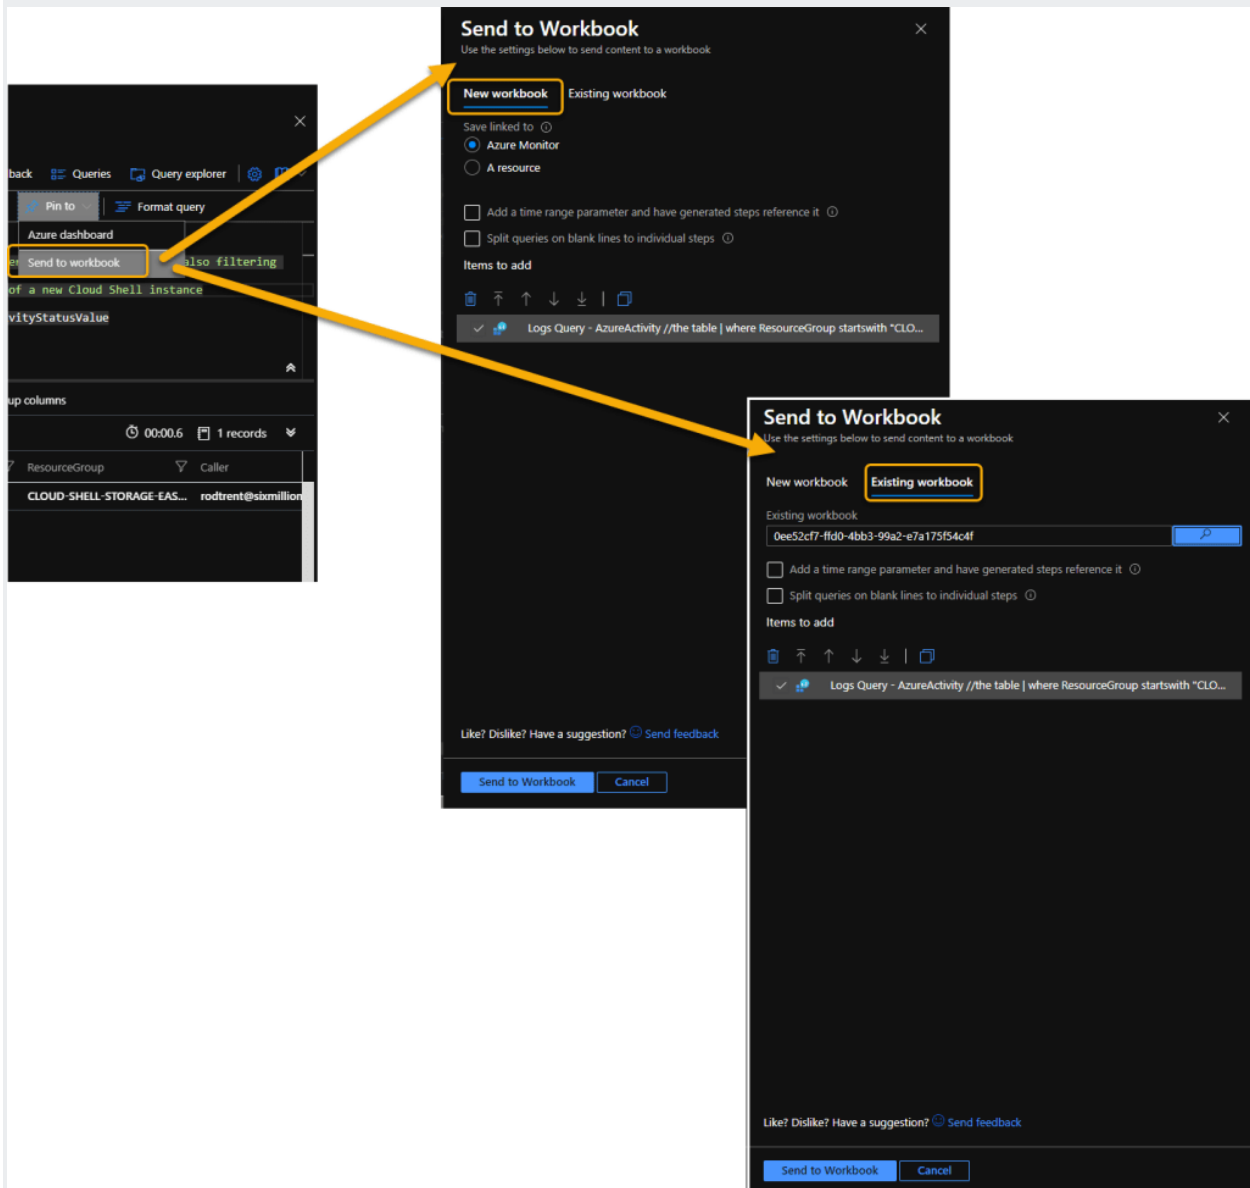 back Queries Query explorer
Pin to Format query
Azure dashboard
Send to workbook also filtering
of a new Cloud Shell instance
vityStatusValue
up columns
00:00.6 1 records
ResourceGroup Caller
CLOUD-SHELL-STORAGE-EAS... rodtrent@sixmillion
Send to Workbook
Use the settings below to send content to a workbook
New workbook Existing workbook
Save linked to
Azure Monitor
A resource
Add a time range parameter and have generated steps reference it
Split queries on blank lines to individual steps
Items to add
Logs Query - AzureActivity //the table | where ResourceGroup startswith "CLO...
Like? Dislike? Have a suggestion? Send feedback
Send to Workbook Cancel
Send to Workbook
Use the settings below to send content to a workbook
New workbook Existing workbook
Existing workbook
0ee52cf7-ffd0-4bb3-99a2-e7a175f54c4f
Add a time range parameter and have generated steps reference it
Split queries on blank lines to individual steps
Items to add
Logs Query - AzureActivity //the table | where ResourceGroup startswith "CLO...
Like? Dislike? Have a suggestion? Send feedback
Send to Workbook Cancel